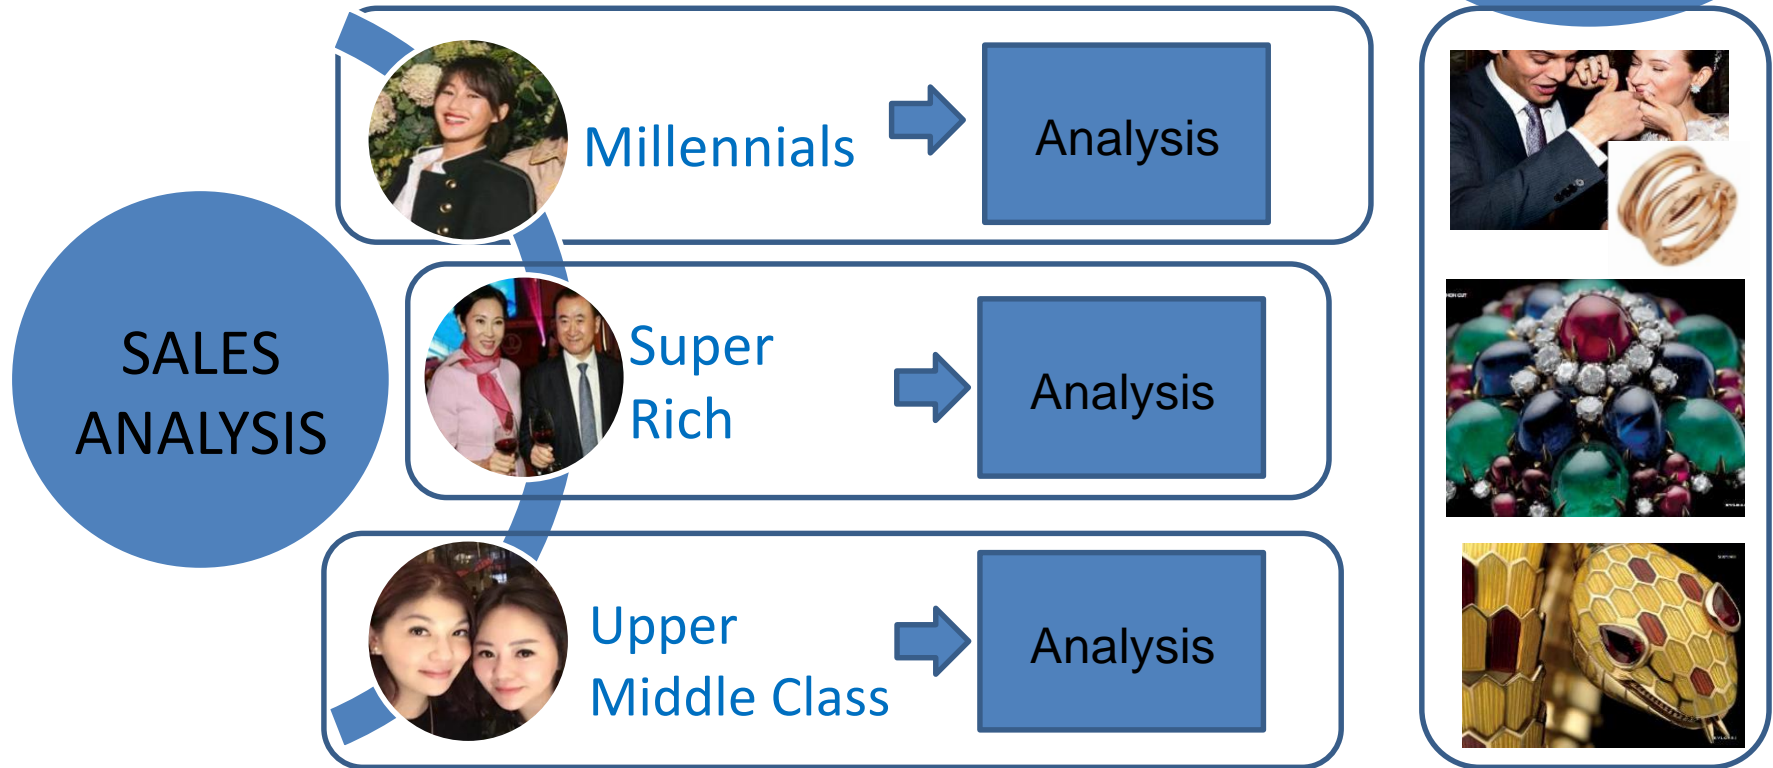 SALES
ANALYSIS
Millennials
Analysis
Super
Rich
Analysis
Upper
Middle Class
Analysis